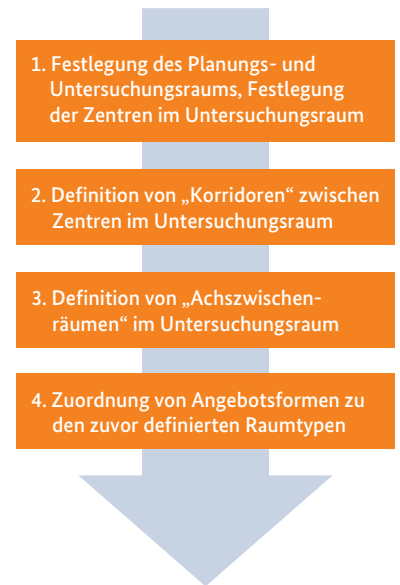 1. Festlegung des Planungs- und
Untersuchungsraums, Festlegung
der Zentren im Untersuchungsraum
2. Definition von „Korridoren“ zwischen
Zentren im Untersuchungsraum
3. Definition von „Achszwischen-
räumen“ im Untersuchungsraum
4. Zuordnung von Angebotsformen zu
den zuvor definierten Raumtypen